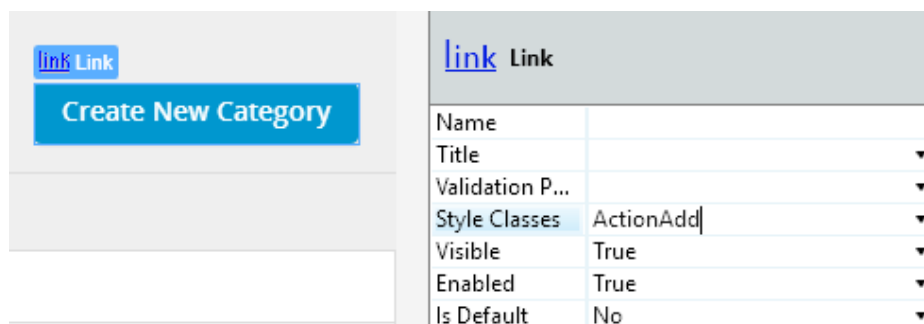 link Link
Create New Category
link Link
Name
Title
Validation P...
Style Classes ActionAdd
Visible True
Enabled True
Is Default No